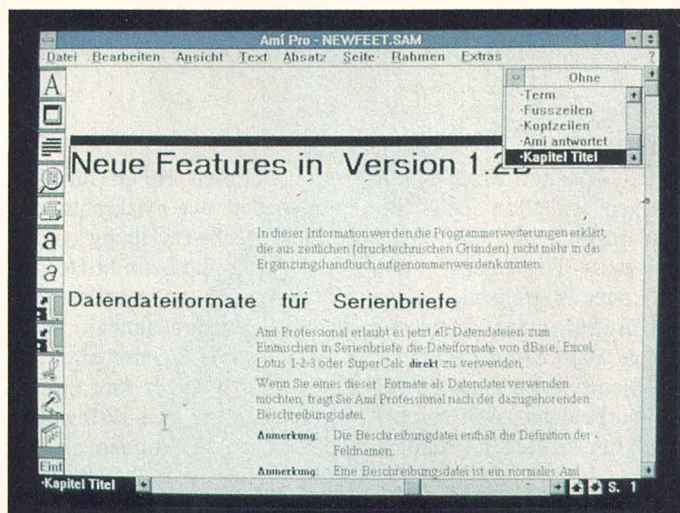 Ami Pro - NEWFEET.SAM
Datei Bearbeiten Ansicht Text Absatz Seite Rahmen Extras ?
Ohne
·Term
·Fusszeilen
·Kopfzeilen
·Ami antwortet
·Kapitel Titel
Neue Features in Version 1.2B
In dieser Information werden die Programmerweiterungen erklärt,
die aus zeitlichen (drucktechnischen Gründen) nicht mehr in das
Ergänzungshandbuch aufgenommen werden konnten.
Datendateiformate für Serienbriefe
Ami Professional erlaubt es jetzt als Datendateien zum
Einmischen in Serienbriefe die Dateiformate von dBase, Excel,
Lotus 1-2-3 oder SuperCalc direkt zu verwenden.
Wenn Sie eines dieser Formate als Datendatei verwenden
möchten, fragt Sie Ami Professional nach der dazugehörenden
Beschreibungsdatei.
Anmerkung: Die Beschreibungdatei enthält die Definition der
Feldnamen.
Anmerkung: Eine Beschreibungsdatei ist ein normales Ami
Einf
·Kapitel Titel S. 1